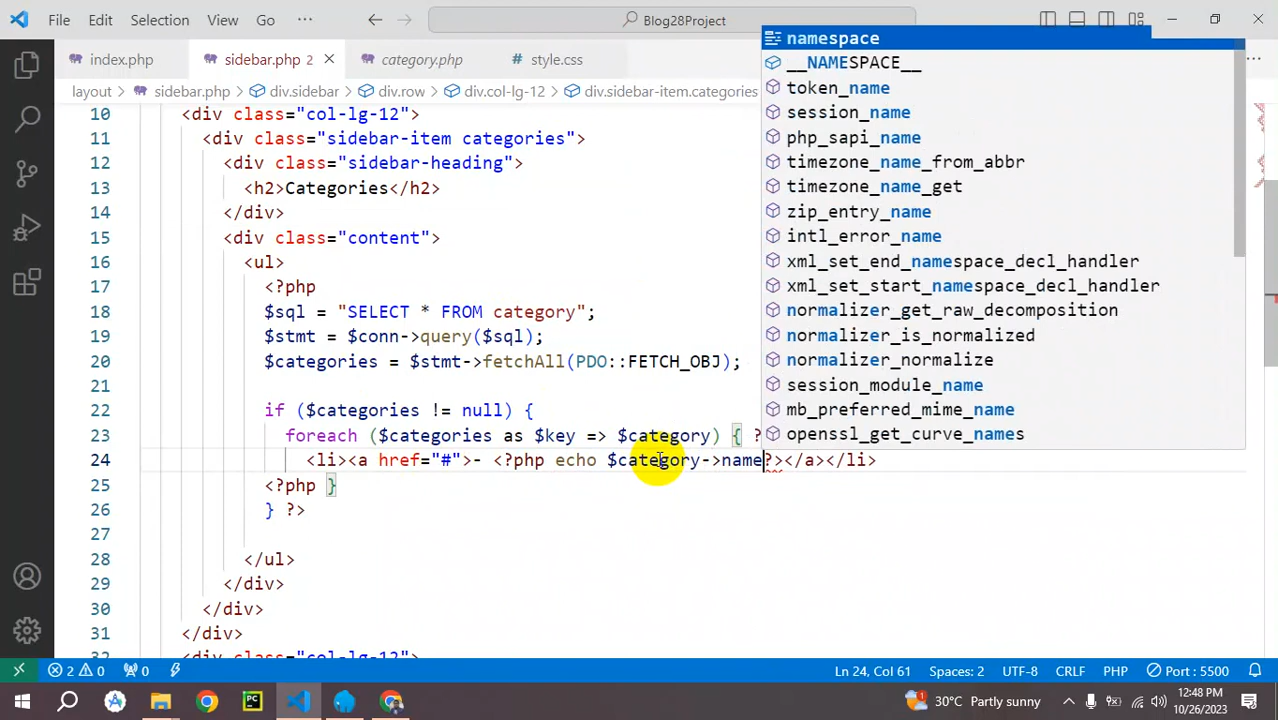 File Edit Selection View Go ··· Blog28Project
index.php sidebar.php 2 category.php style.css
layout > sidebar.php > div.sidebar > div.row > div.col-lg-12 > div.sidebar-item.categories
namespace
__NAMESPACE__
token_name
session_name
php_sapi_name
timezone_name_from_abbr
timezone_name_get
zip_entry_name
intl_error_name
xml_set_end_namespace_decl_handler
xml_set_start_namespace_decl_handler
normalizer_get_raw_decomposition
normalizer_is_normalized
normalizer_normalize
session_module_name
mb_preferred_mime_name
openssl_get_curve_names
10 <div class="col-lg-12">
11 <div class="sidebar-item categories">
12 <div class="sidebar-heading">
13 <h2>Categories</h2>
14 </div>
15 <div class="content">
16 <ul>
17 <?php
18 $sql = "SELECT * FROM category";
19 $stmt = $conn->query($sql);
20 $categories = $stmt->fetchAll(PDO::FETCH_OBJ);
21
22 if ($categories != null) {
23 foreach ($categories as $key => $category) { ?
24 <li><a href="#">- <?php echo $category->name?></a></li>
25 <?php }
26 } ?>
27
28 </ul>
29 </div>
30 </div>
31 </div>
32 <div class="col-lg-12">
2 0 0 Ln 24, Col 61 Spaces: 2 UTF-8 CRLF PHP Port : 5500
30°C Partly sunny 12:48 PM
10/26/2023